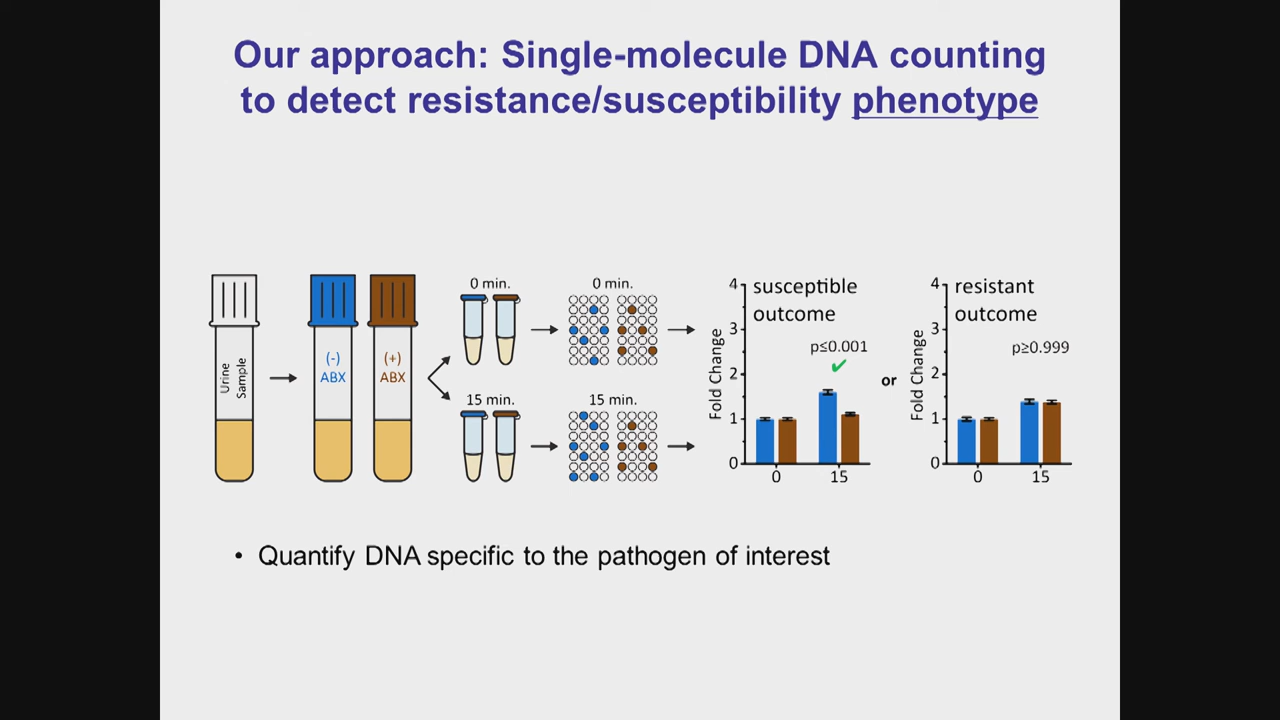 Our approach: Single-molecule DNA counting
to detect resistance/susceptibility phenotype
Urine
Sample
(-)
ABX
(+)
ABX
0 min.
15 min.
0 min.
15 min.
Fold Change
4
3
2
1
0
susceptible
outcome
p≤0.001
✓
0
15
or
Fold Change
4
3
2
1
0
resistant
outcome
p≥0.999
0
15
• Quantify DNA specific to the pathogen of interest